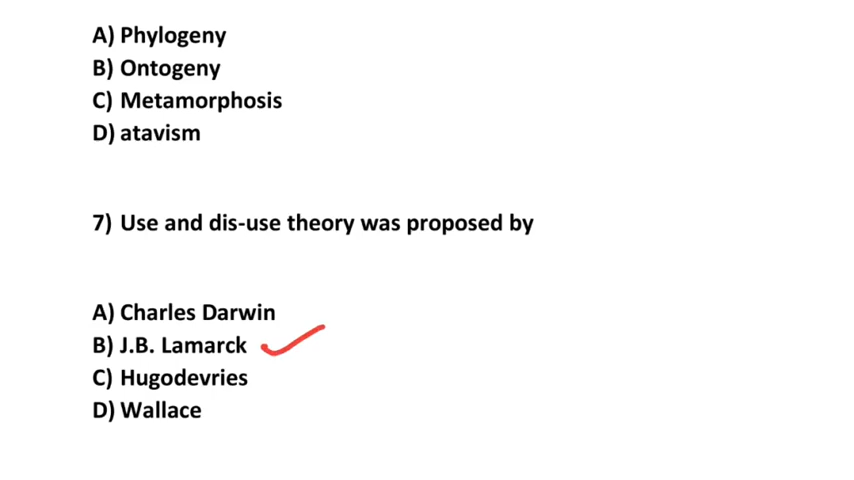 A) Phylogeny
B) Ontogeny
C) Metamorphosis
D) atavism
7) Use and dis-use theory was proposed by
A) Charles Darwin
B) J.B. Lamarck
C) Hugodevries
D) Wallace